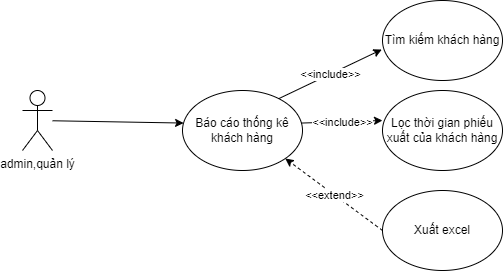 Tìm kiếm khách hàng
<<include>>
Báo cáo thống kê
khách hàng
<<include>>
Lọc thời gian phiếu
xuất của khách hàng
admin,quản lý
<<extend>>
Xuất excel